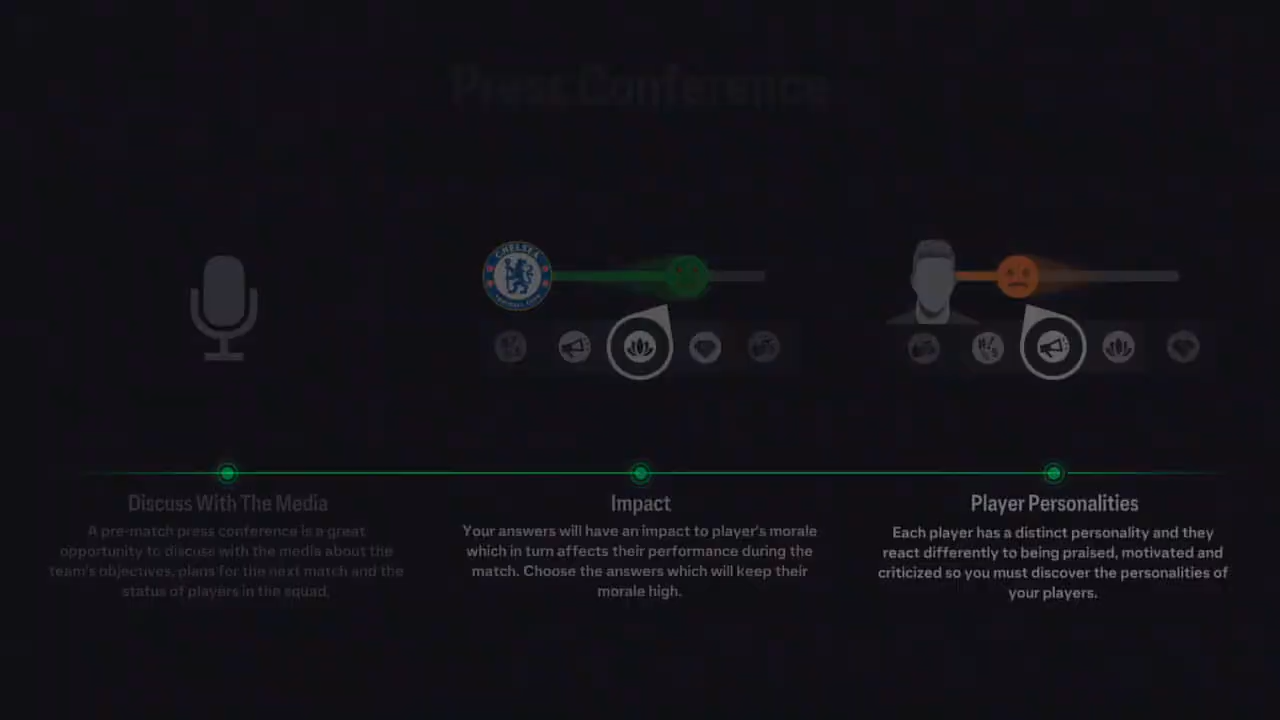 Press Conference
CHELSEA
FOOTBALL CLUB
Discuss With The Media
A pre-match press conference is a great
opportunity to discuss with the media about the
team's objectives, plans for the next match and the
status of players in the squad.
Impact
Your answers will have an impact to player's morale
which in turn affects their performance during the
match. Choose the answers which will keep their
morale high.
Player Personalities
Each player has a distinct personality and they
react differently to being praised, motivated and
criticized so you must discover the personalities of
your players.